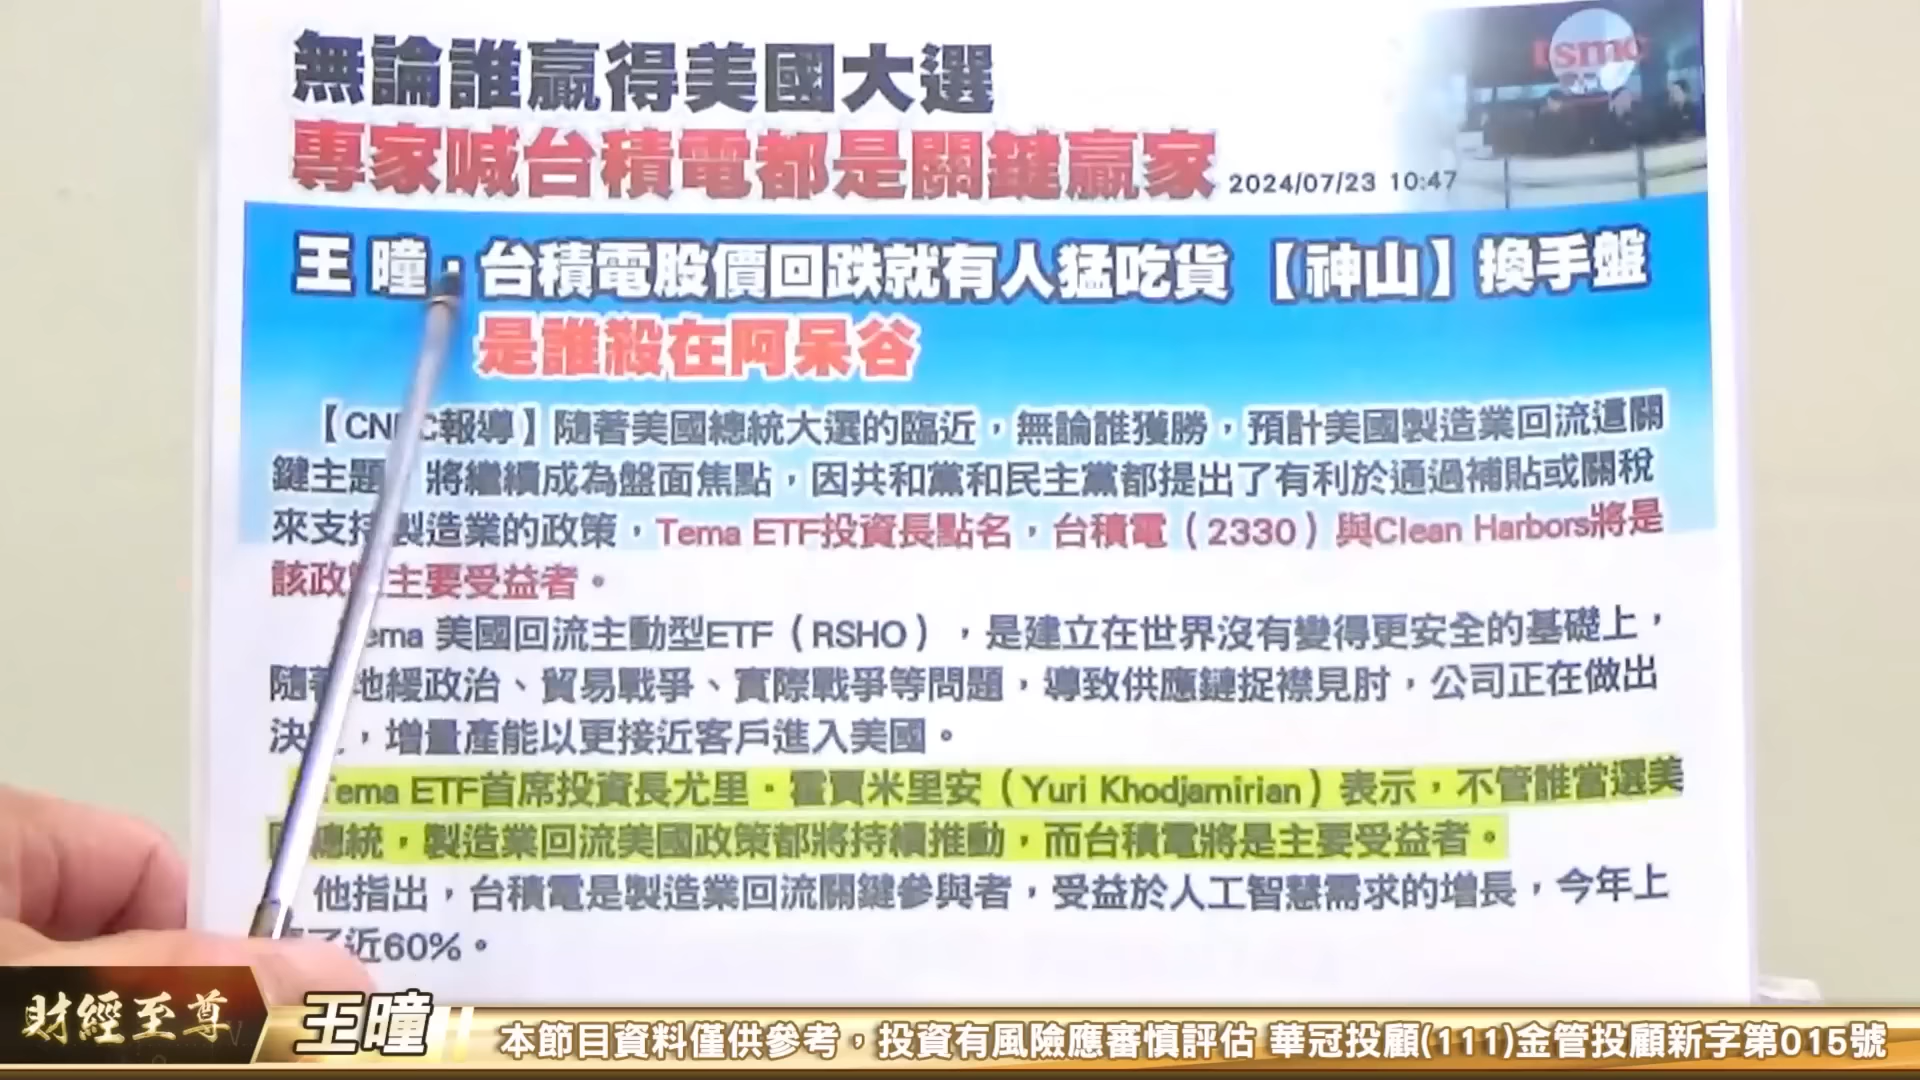 tsmc
無論誰贏得美國大選
專家喊台積電都是關鍵贏家 2024/07/23 10:47
王 曈:台積電股價回跌就有人猛吃貨【神山】換手盤
是誰殺在阿呆谷
【CNBC報導】隨著美國總統大選的臨近,無論誰獲勝,預計美國製造業回流這關
鍵主題 將繼續成為盤面焦點,因共和黨和民主黨都提出了有利於通過補貼或關稅
來支持製造業的政策,Tema ETF投資長點名,台積電(2330)與Clean Harbors將是
該政 主要受益者。
Tema 美國回流主動型ETF(RSHO),是建立在世界沒有變得更安全的基礎上,
隨著地緩政治、貿易戰爭、實際戰爭等問題,導致供應鏈捉襟見肘,公司正在做出
決 ,增量產能以更接近客戶進入美國。
Tema ETF首席投資長尤里・霍賈米里安(Yuri Khodjamirian)表示,不管誰當選美
國總統,製造業回流美國政策都將持續推動,而台積電將是主要受益者。
他指出,台積電是製造業回流關鍵參與者,受益於人工智慧需求的增長,今年上
了近60%。
財經至尊 王曈 本節目資料僅供參考,投資有風險應審慎評估 華冠投顧(111)金管投顧新字第015號